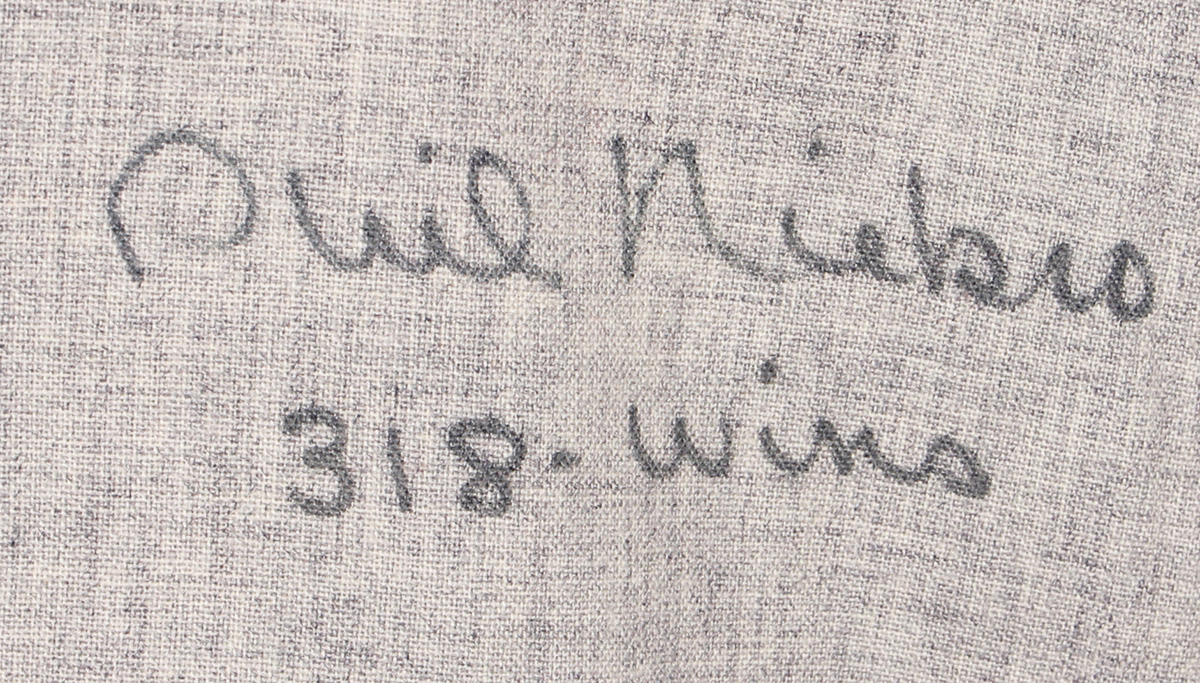 Phil Niekro
318 - wins